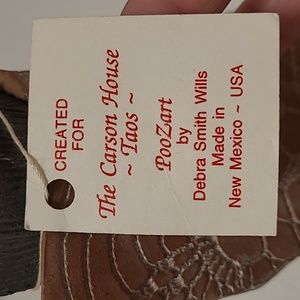 CREATED
FOR
The Carson House
~ Taos ~
PooZart
by
Debra Smith Wills
Made in
New Mexico ~ USA